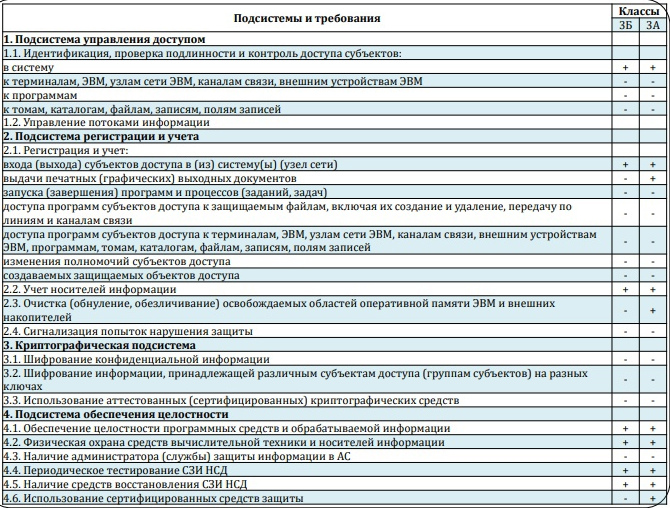 Подсистемы и требования Классы
3Б 3А
1. Подсистема управления доступом
1.1. Идентификация, проверка подлинности и контроль доступа субъектов:
в систему + +
к терминалам, ЭВМ, узлам сети ЭВМ, каналам связи, внешним устройствам ЭВМ - -
к программам - -
к томам, каталогам, файлам, записям, полям записей - -
1.2. Управление потоками информации
2. Подсистема регистрации и учета
2.1. Регистрация и учет:
входа (выхода) субъектов доступа в (из) систему(ы) (узел сети) + +
выдачи печатных (графических) выходных документов - +
запуска (завершения) программ и процессов (заданий, задач) - -
доступа программ субъектов доступа к защищаемым файлам, включая их создание и удаление, передачу по
линиям и каналам связи - -
доступа программ субъектов доступа к терминалам, ЭВМ, узлам сети ЭВМ, каналам связи, внешним устройствам
ЭВМ, программам, томам, каталогам, файлам, записям, полям записей - -
изменения полномочий субъектов доступа - -
создаваемых защищаемых объектов доступа - -
2.2. Учет носителей информации + +
2.3. Очистка (обнуление, обезличивание) освобождаемых областей оперативной памяти ЭВМ и внешних
накопителей - +
2.4. Сигнализация попыток нарушения защиты - -
3. Криптографическая подсистема
3.1. Шифрование конфиденциальной информации - -
3.2. Шифрование информации, принадлежащей различным субъектам доступа (группам субъектов) на разных
ключах - -
3.3. Использование аттестованных (сертифицированных) криптографических средств - -
4. Подсистема обеспечения целостности
4.1. Обеспечение целостности программных средств и обрабатываемой информации + +
4.2. Физическая охрана средств вычислительной техники и носителей информации + +
4.3. Наличие администратора (службы) защиты информации в АС - -
4.4. Периодическое тестирование СЗИ НСД + +
4.5. Наличие средств восстановления СЗИ НСД + +
4.6. Использование сертифицированных средств защиты - +